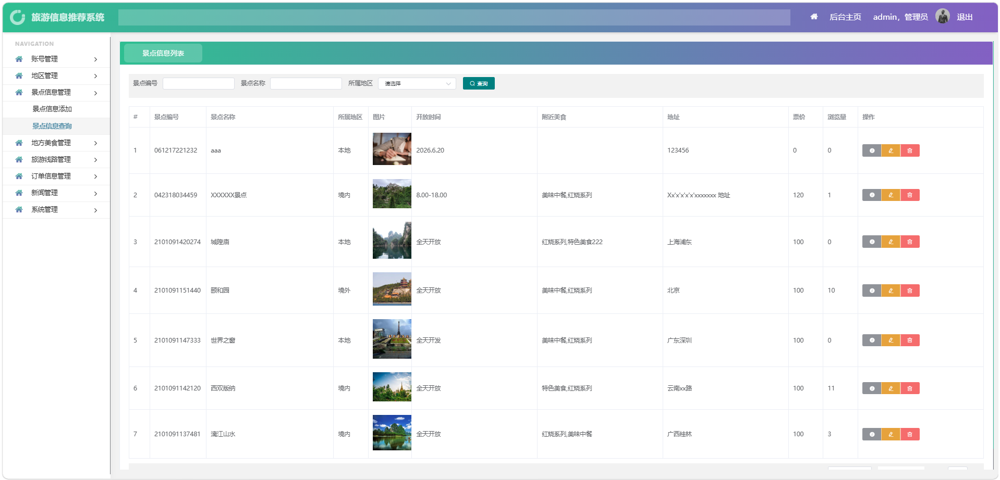 旅游信息推荐系统
后台主页 admin，管理员 退出
NAVIGATION
账号管理
地区管理
景点信息管理
景点信息添加
景点信息查询
地方美食管理
旅游线路管理
订单信息管理
新闻管理
系统管理
景点信息列表
景点编号 景点名称 所属地区 请选择 查询
# 景点编号 景点名称 所属地区 图片 开放时间 附近美食 地址 票价 浏览量 操作
1 061217221232 aaa 本地 2026.6.20 123456 0 0
2 042318034459 XXXXXX景点 境内 8.00-18.00 美味中餐,红烧系列 Xx'x'x'x'x'xxxxxxx 地址 120 1
3 2101091420274 城隍庙 本地 全天开放 红烧系列,特色美食222 上海浦东 100 0
4 2101091151440 颐和园 境外 全天开放 美味中餐,红烧系列 北京 100 10
5 2101091147333 世界之窗 本地 全天开发 美味中餐,红烧系列 广东深圳 100 0
6 2101091142120 西双版纳 境内 全天开放 特色美食,红烧系列 云南xx路 100 11
7 2101091137481 漓江山水 境内 全天开放 红烧系列,美味中餐 广西桂林 100 3